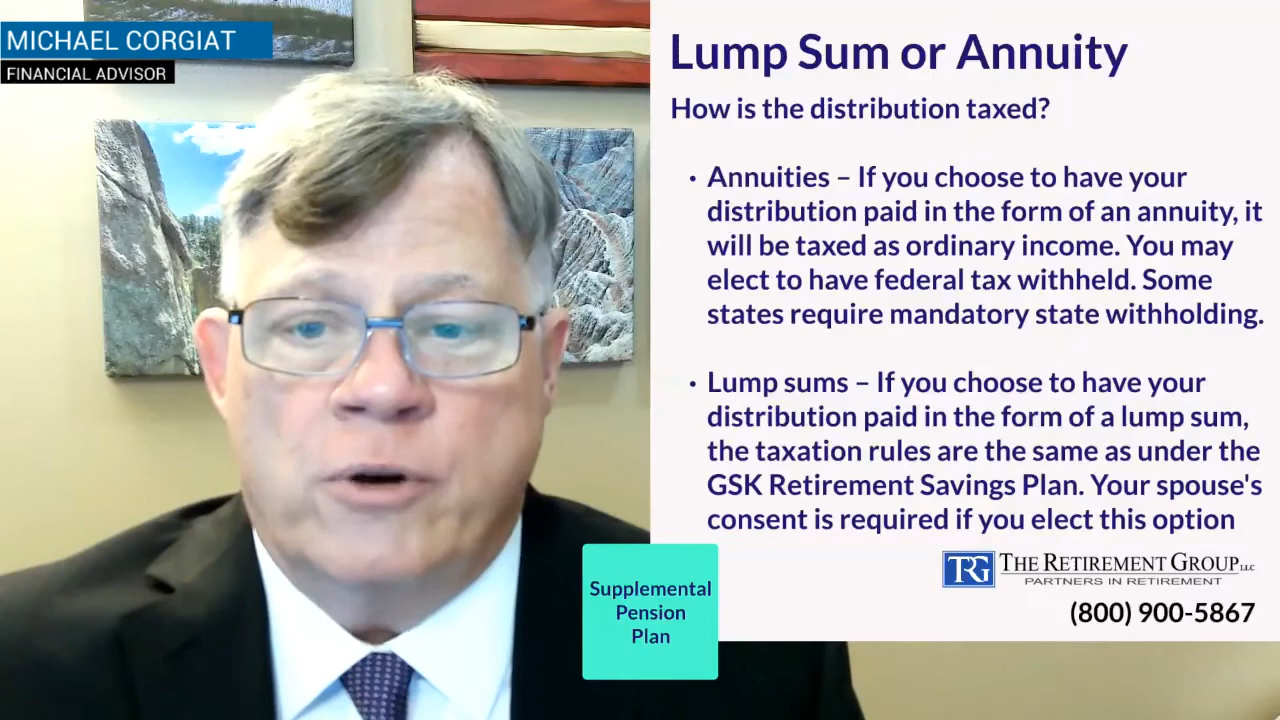 MICHAEL CORGIAT
FINANCIAL ADVISOR
Lump Sum or Annuity
How is the distribution taxed?
• Annuities – If you choose to have your
distribution paid in the form of an annuity, it
will be taxed as ordinary income. You may
elect to have federal tax withheld. Some
states require mandatory state withholding.
• Lump sums – If you choose to have your
distribution paid in the form of a lump sum,
the taxation rules are the same as under the
GSK Retirement Savings Plan. Your spouse's
consent is required if you elect this option
TRG THE RETIREMENT GROUP LLC
PARTNERS IN RETIREMENT
(800) 900-5867
Supplemental
Pension
Plan